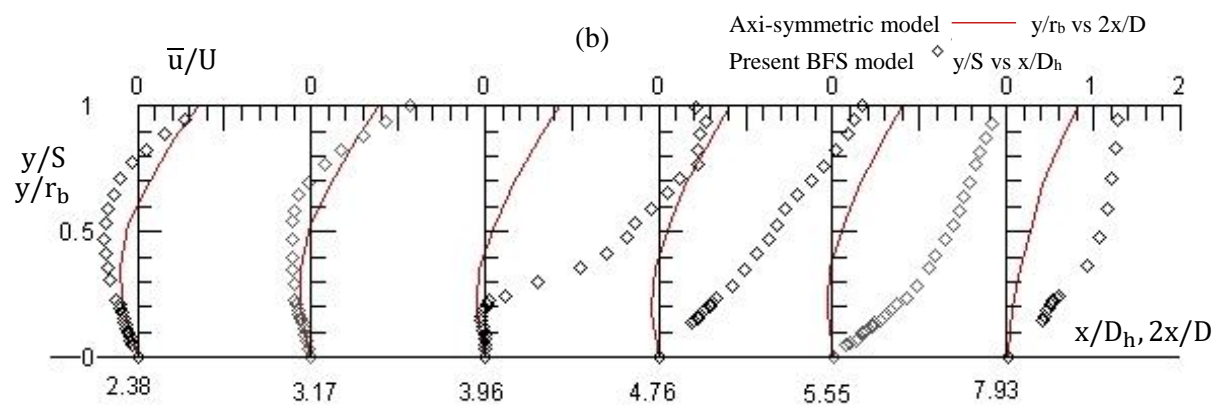 Axi-symmetric model y/r_b vs 2x/D
(b)
u̅/U
Present BFS model y/S vs x/D_h
0 0 0 0 0 0 1 2
1
y/S
y/r_b
0.5
x/D_h, 2x/D
0
2.38 3.17 3.96 4.76 5.55 7.93